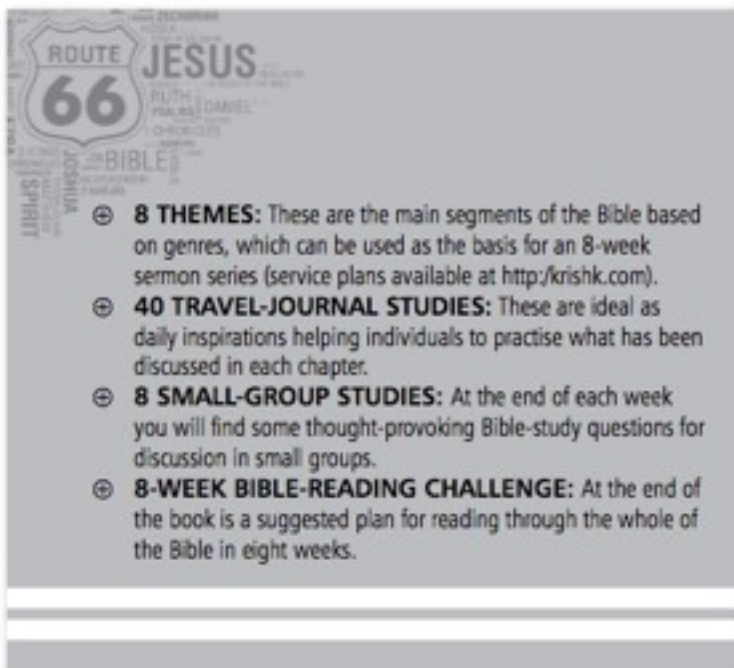 ZECHARIAH
ROUTE
66
JESUS
RUTH
PSALMS
DANIEL
CHRONICLES
BIBLE
JOSHUA
SPIRIT
⊕ 8 THEMES: These are the main segments of the Bible based
on genres, which can be used as the basis for an 8-week
sermon series (service plans available at http:/krishk.com).
⊕ 40 TRAVEL-JOURNAL STUDIES: These are ideal as
daily inspirations helping individuals to practise what has been
discussed in each chapter.
⊕ 8 SMALL-GROUP STUDIES: At the end of each week
you will find some thought-provoking Bible-study questions for
discussion in small groups.
⊕ 8-WEEK BIBLE-READING CHALLENGE: At the end of
the book is a suggested plan for reading through the whole of
the Bible in eight weeks.